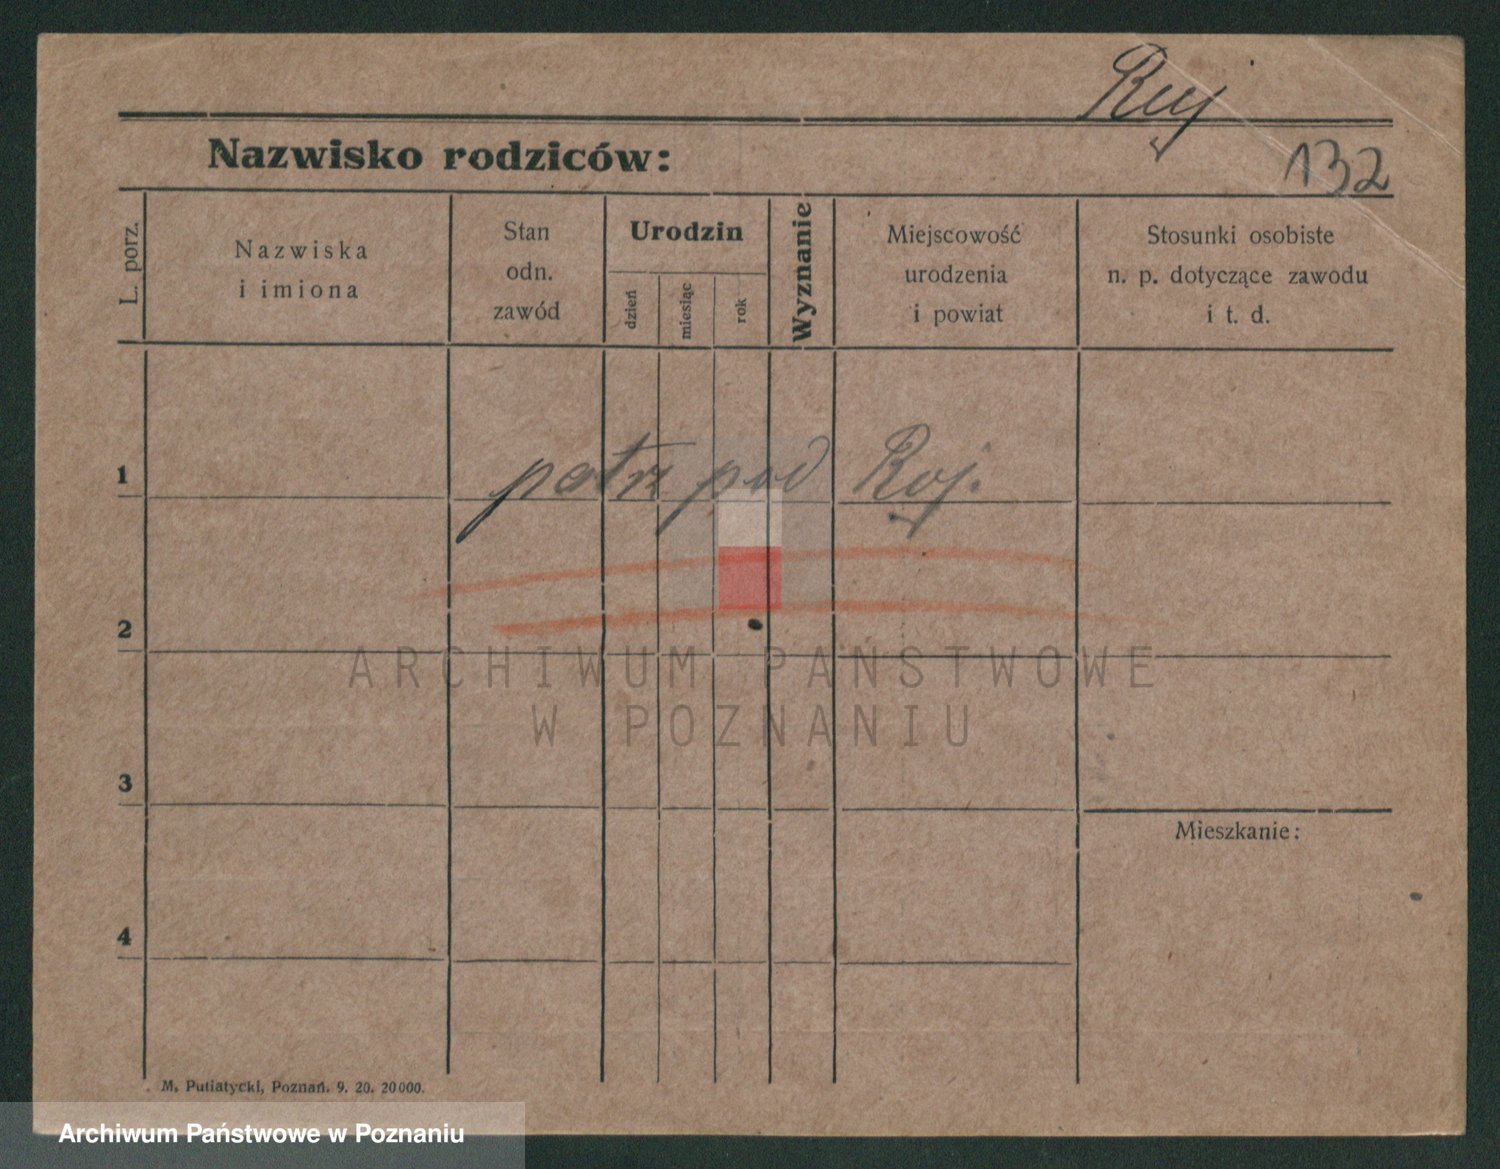 Ruj
Nazwisko rodziców:
132
L. porz.
Nazwiska
i imiona
Stan
odn.
zawód
Urodzin
dzień
miesiąc
rok
Wyznanie
Miejscowość
urodzenia
i powiat
Stosunki osobiste
n. p. dotyczące zawodu
i t. d.
1
patrz pod Roj.
2
ARCHIWUM PAŃSTWOWE
W POZNANIU
3
Mieszkanie:
4
M. Putiatycki, Poznań. 9. 20. 20000.
Archiwum Państwowe w Poznaniu